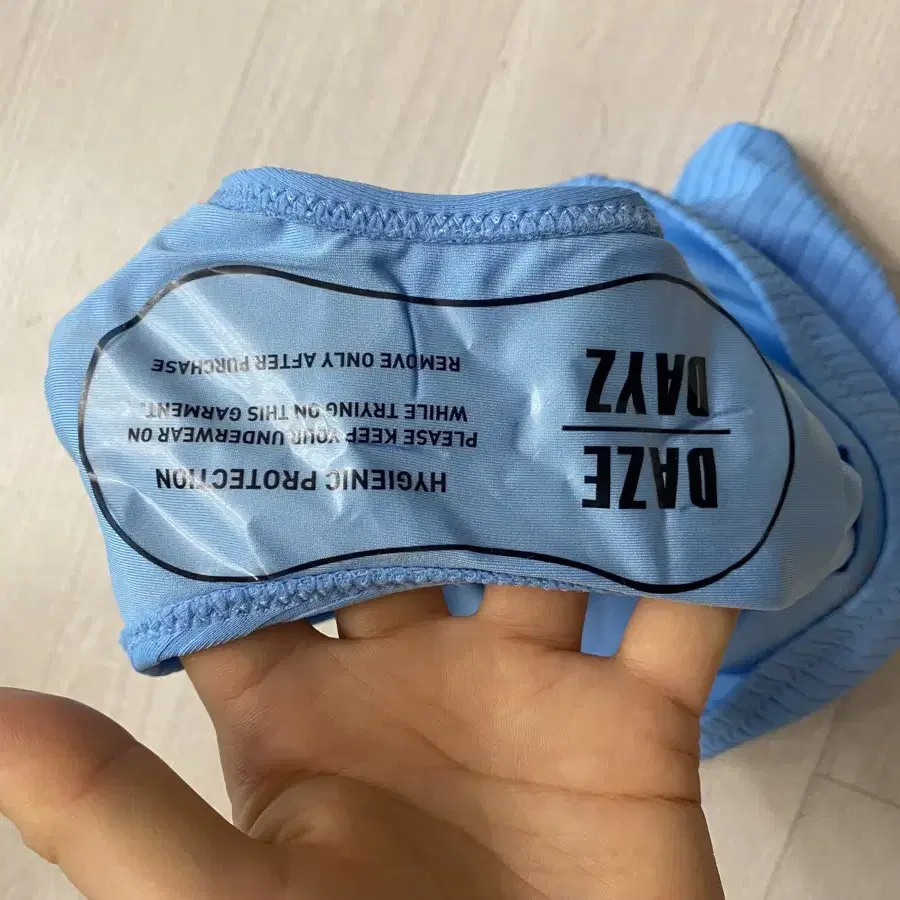 DAZE
DAYZ
HYGIENIC PROTECTION
PLEASE KEEP YOUR UNDERWEAR ON
WHILE TRYING ON THIS GARMENT.
REMOVE ONLY AFTER PURCHASE